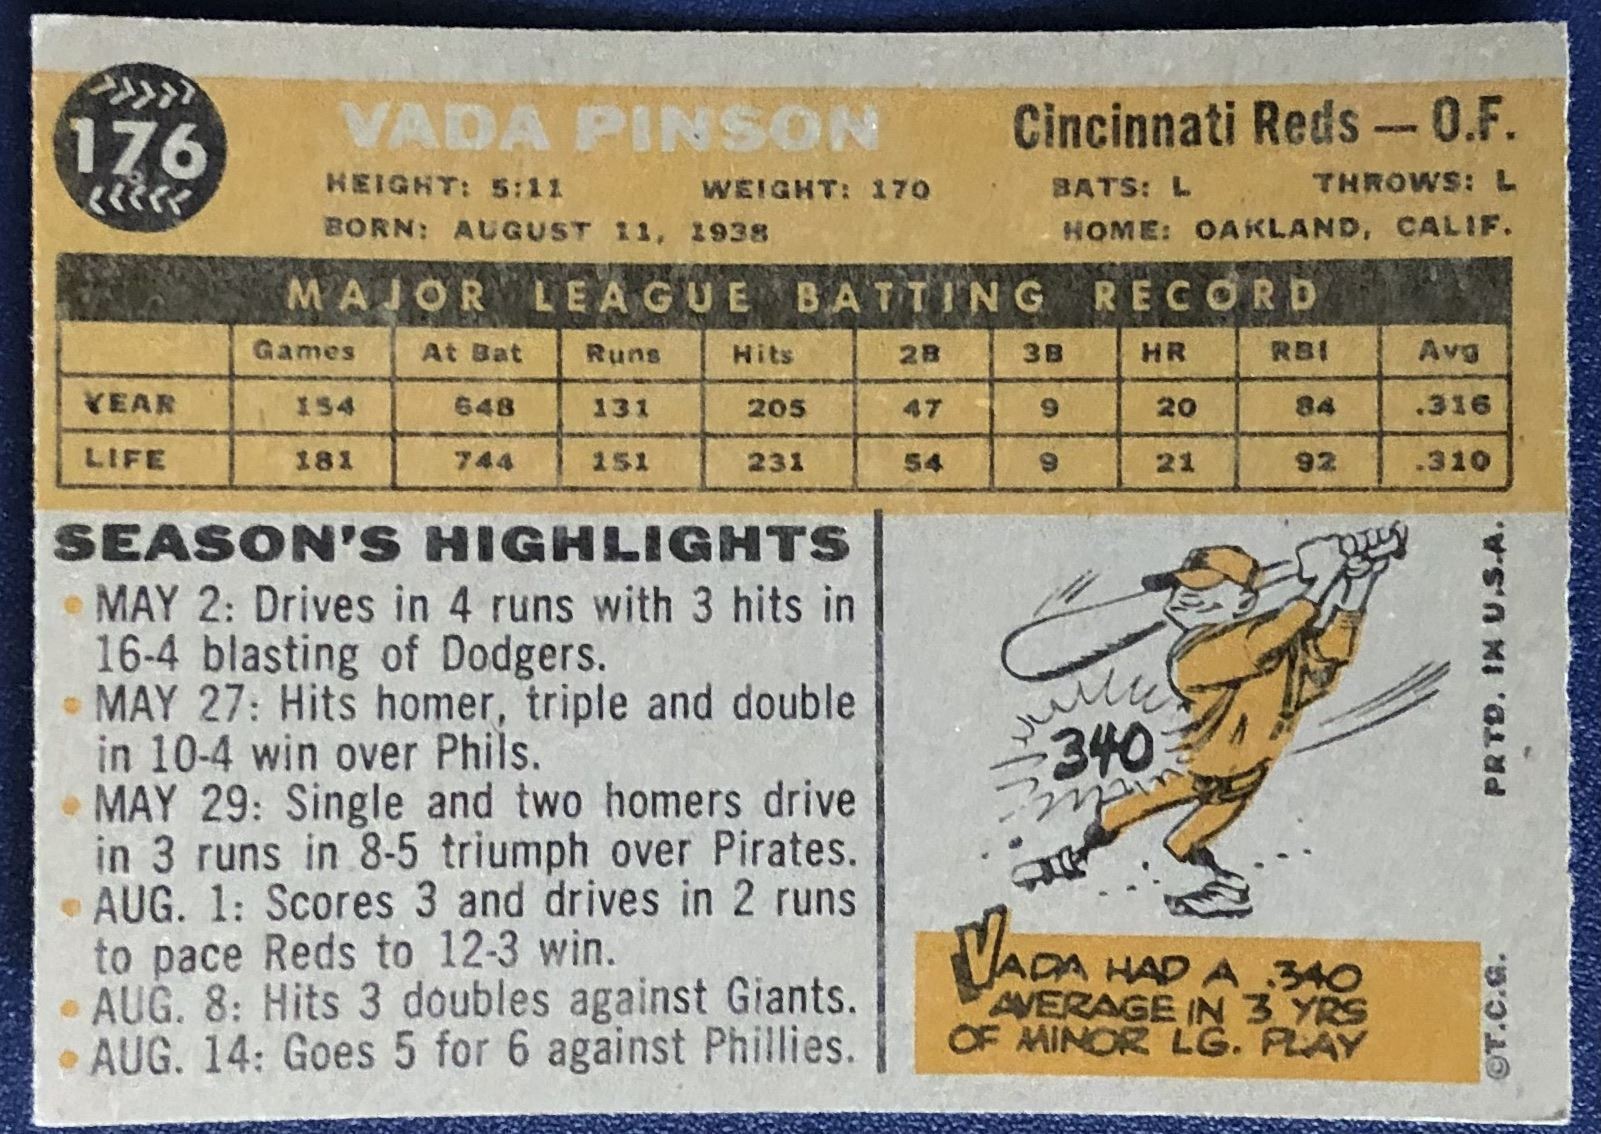 176
VADA PINSON
Cincinnati Reds — O.F.
HEIGHT: 5:11 WEIGHT: 170 BATS: L THROWS: L
BORN: AUGUST 11, 1938 HOME: OAKLAND, CALIF.
MAJOR LEAGUE BATTING RECORD
Games At Bat Runs Hits 2B 3B HR RBI Avg
YEAR 154 648 131 205 47 9 20 84 .316
LIFE 181 744 151 231 54 9 21 92 .310
SEASON'S HIGHLIGHTS
• MAY 2: Drives in 4 runs with 3 hits in
16-4 blasting of Dodgers.
• MAY 27: Hits homer, triple and double
in 10-4 win over Phils.
• MAY 29: Single and two homers drive
in 3 runs in 8-5 triumph over Pirates.
• AUG. 1: Scores 3 and drives in 2 runs
to pace Reds to 12-3 win.
• AUG. 8: Hits 3 doubles against Giants.
• AUG. 14: Goes 5 for 6 against Phillies.
340
VADA HAD A .340
AVERAGE IN 3 YRS
OF MINOR LG. PLAY
©T.C.G. PRTD. IN U.S.A.